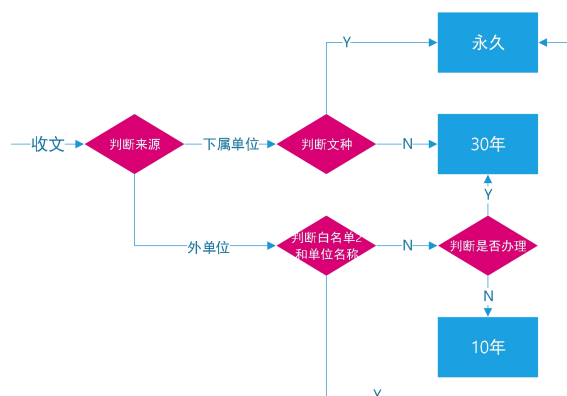 Y
永久
收文
判断来源
下属单位
判断文种
N
30年
Y
外单位
判断白名单2
和单位名称
N
判断是否办理
N
10年
Y